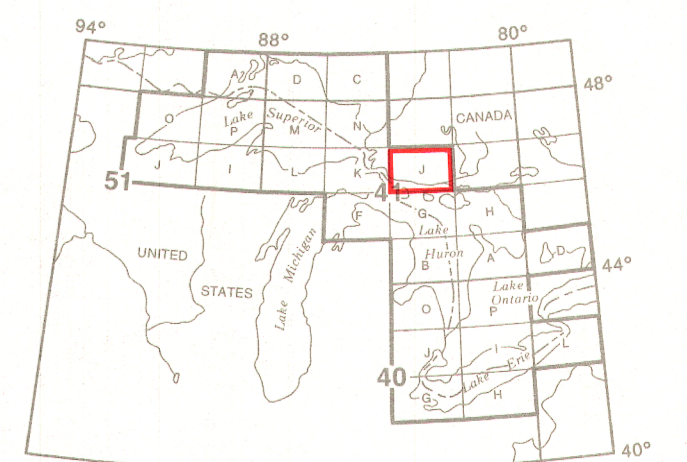 94° 88° 80°
48°
A D C
O Lake Superior CANADA
P M N
J I L K J
51 41
F G H
Lake
UNITED Huron D
B A 44°
STATES Lake Michigan Lake
O Ontario
P
J I L
40 Lake Erie
G H
40°